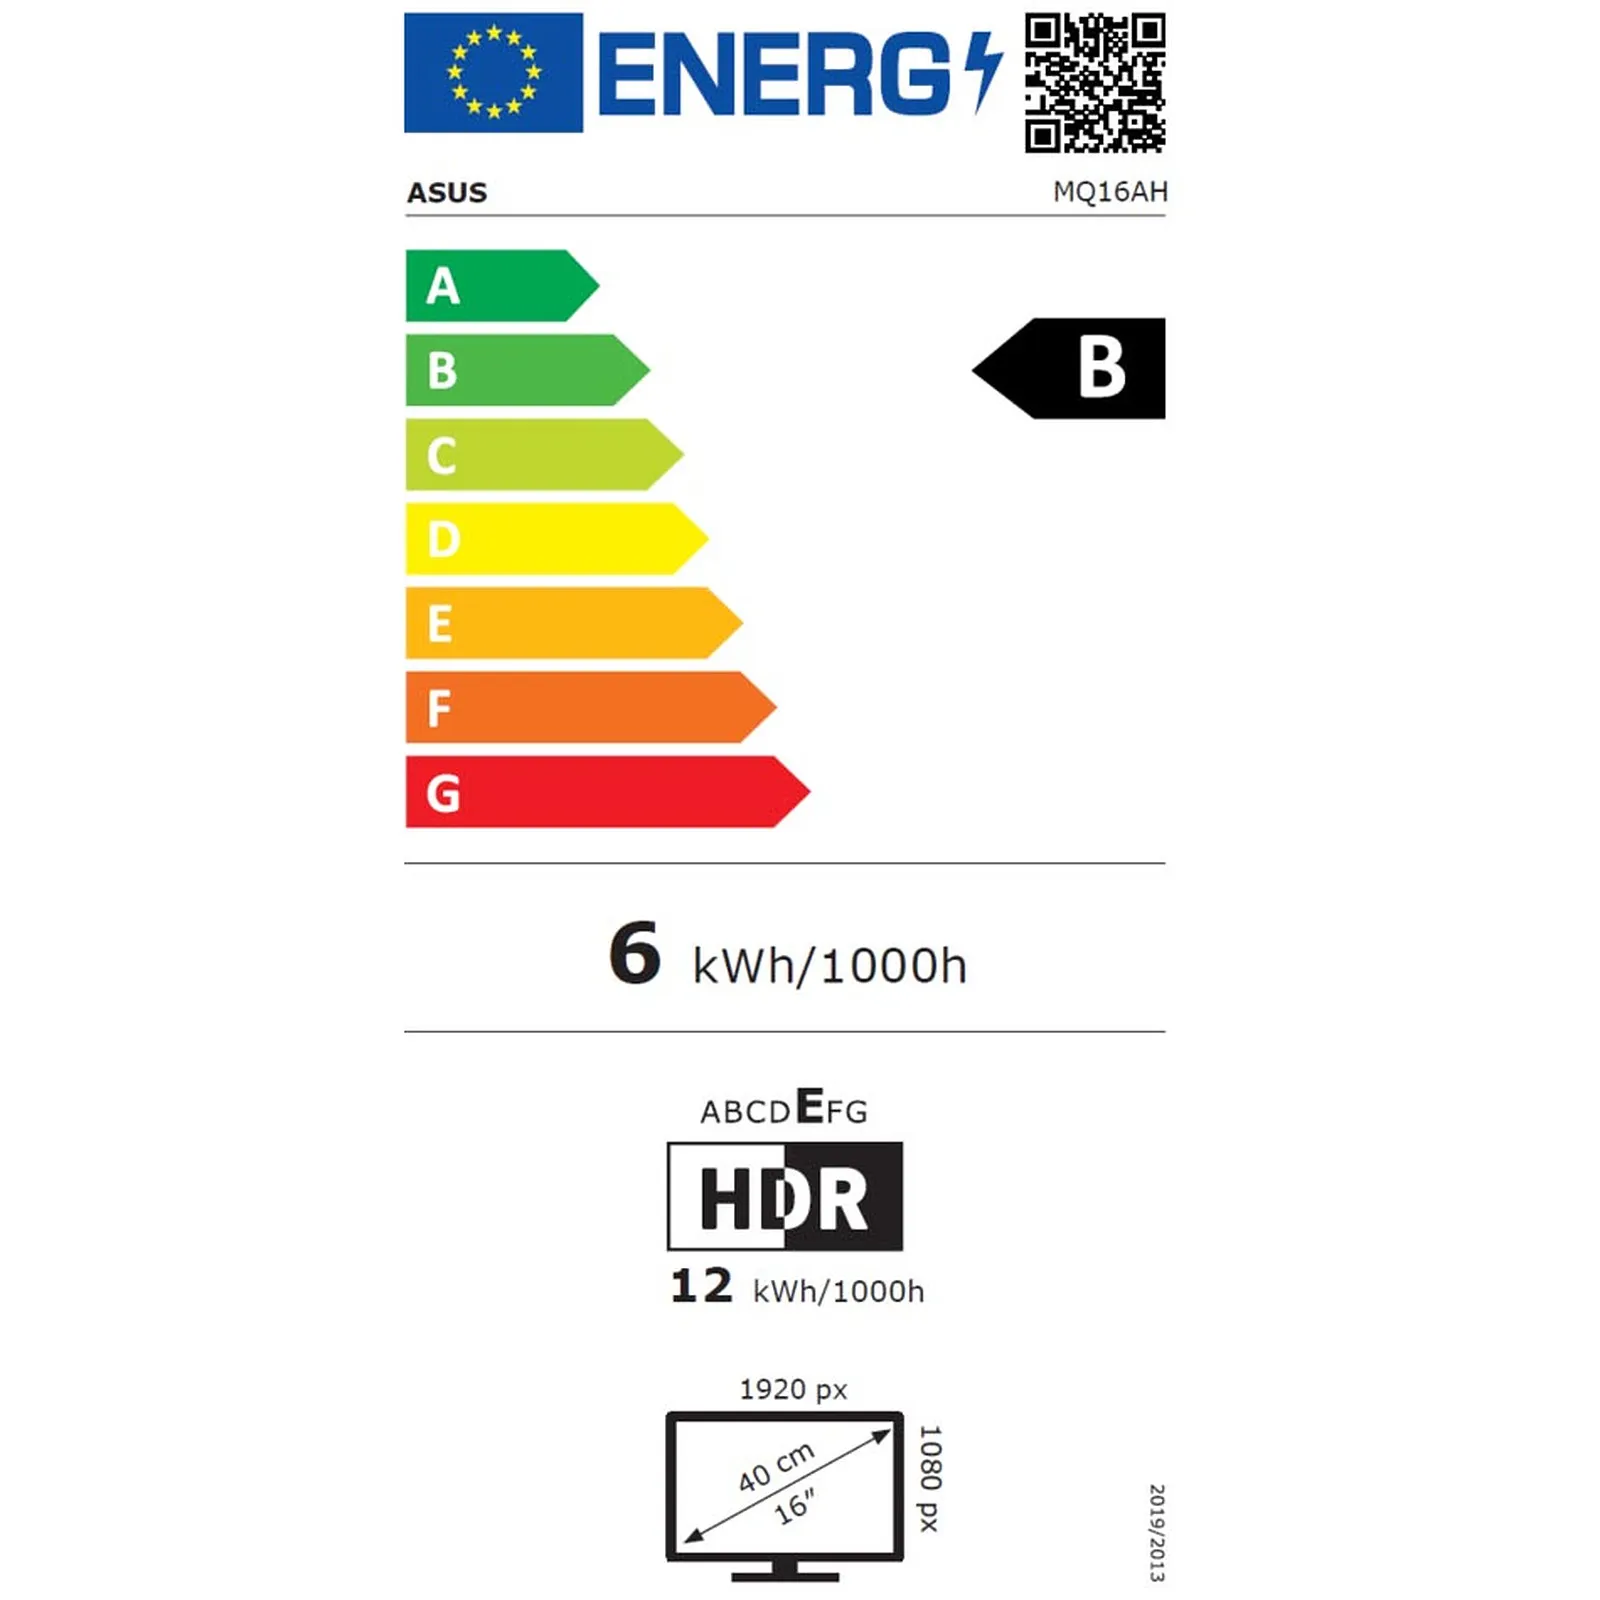 ENERG
ASUS
MQ16AH
A
B
B
C
D
E
F
G
6 kWh/1000h
ABCDEFG
HDR
12 kWh/1000h
1920 px
40 cm
16"
1080 px
2019/2013